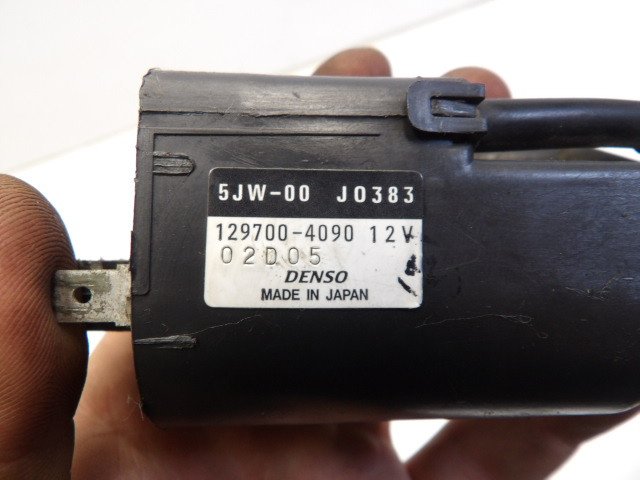 5JW-00 J0383
129700-4090 12V
02D05
DENSO
MADE IN JAPAN